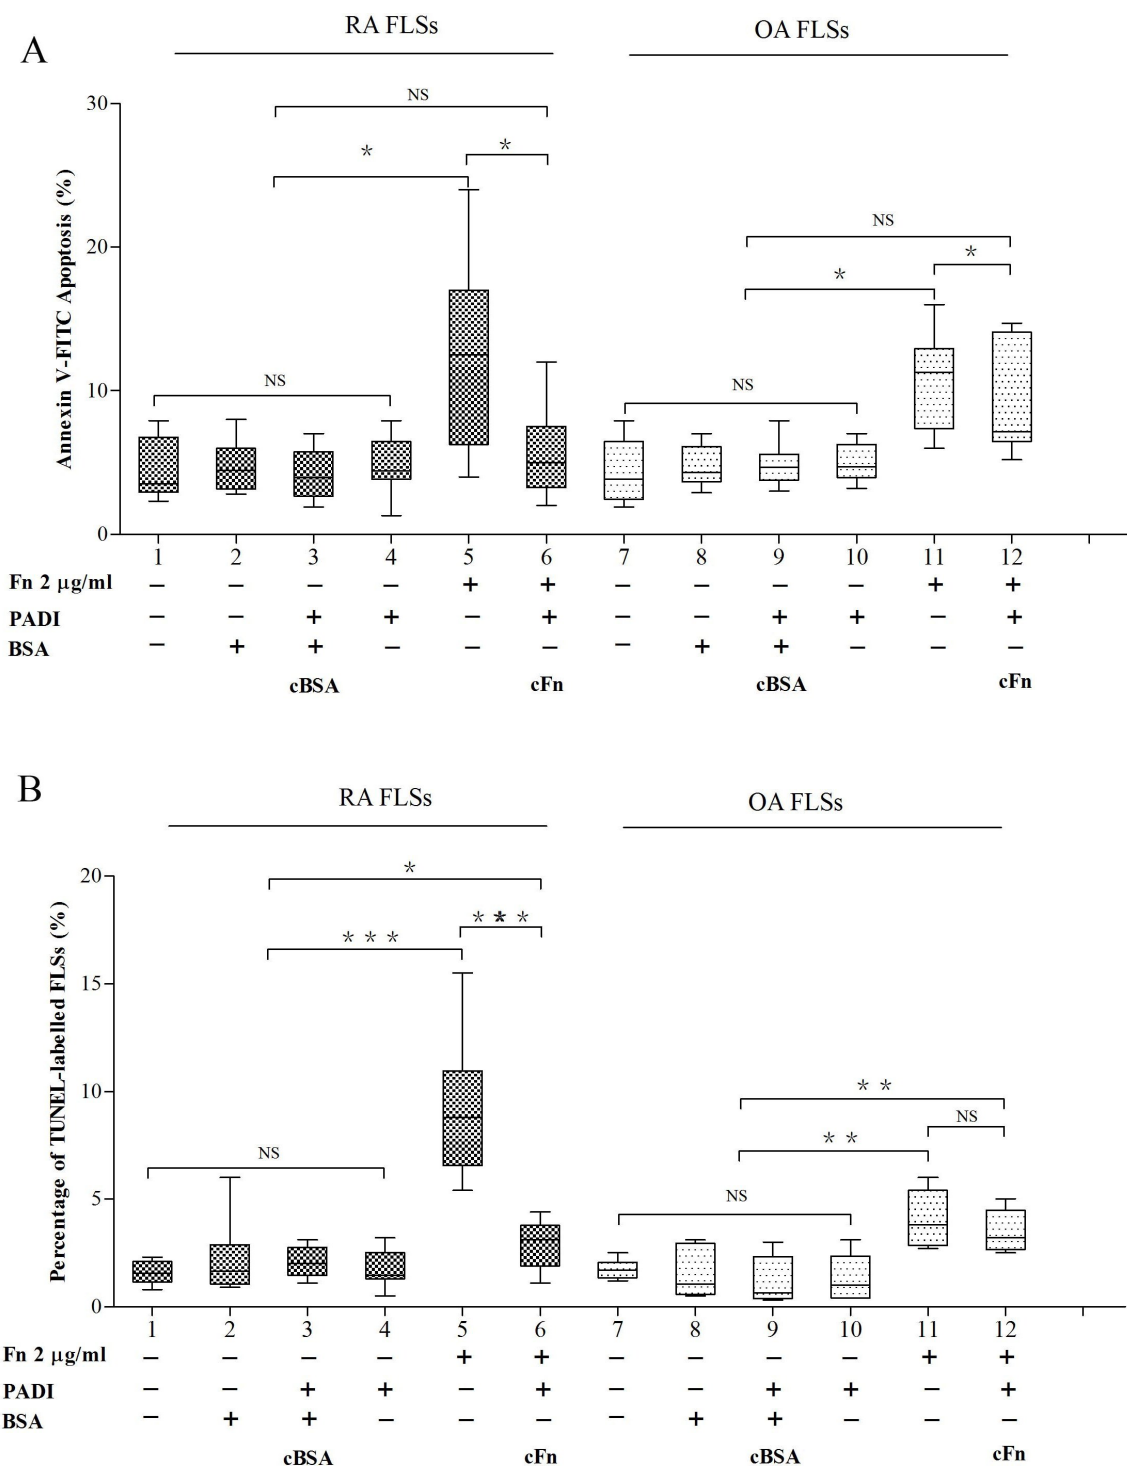 A
RA FLSs
OA FLSs
NS
*
*
NS
NS
*
*
NS
Annexin V-FITC Apoptosis (%)
30
20
10
0
1 2 3 4 5 6 7 8 9 10 11 12
Fn 2 μg/ml − − − − + + − − − − + +
PADI − − + + − + − − + + − +
BSA − + + − − − − + + − − −
cBSA cFn cBSA cFn
B
RA FLSs
OA FLSs
*
* * *
* * *
NS
* *
NS
* *
NS
Percentage of TUNEL-labelled FLSs (%)
20
15
10
5
0
1 2 3 4 5 6 7 8 9 10 11 12
Fn 2 μg/ml − − − − + + − − − − + +
PADI − − + + − + − − + + − +
BSA − + + − − − − + + − − −
cBSA cFn cBSA cFn